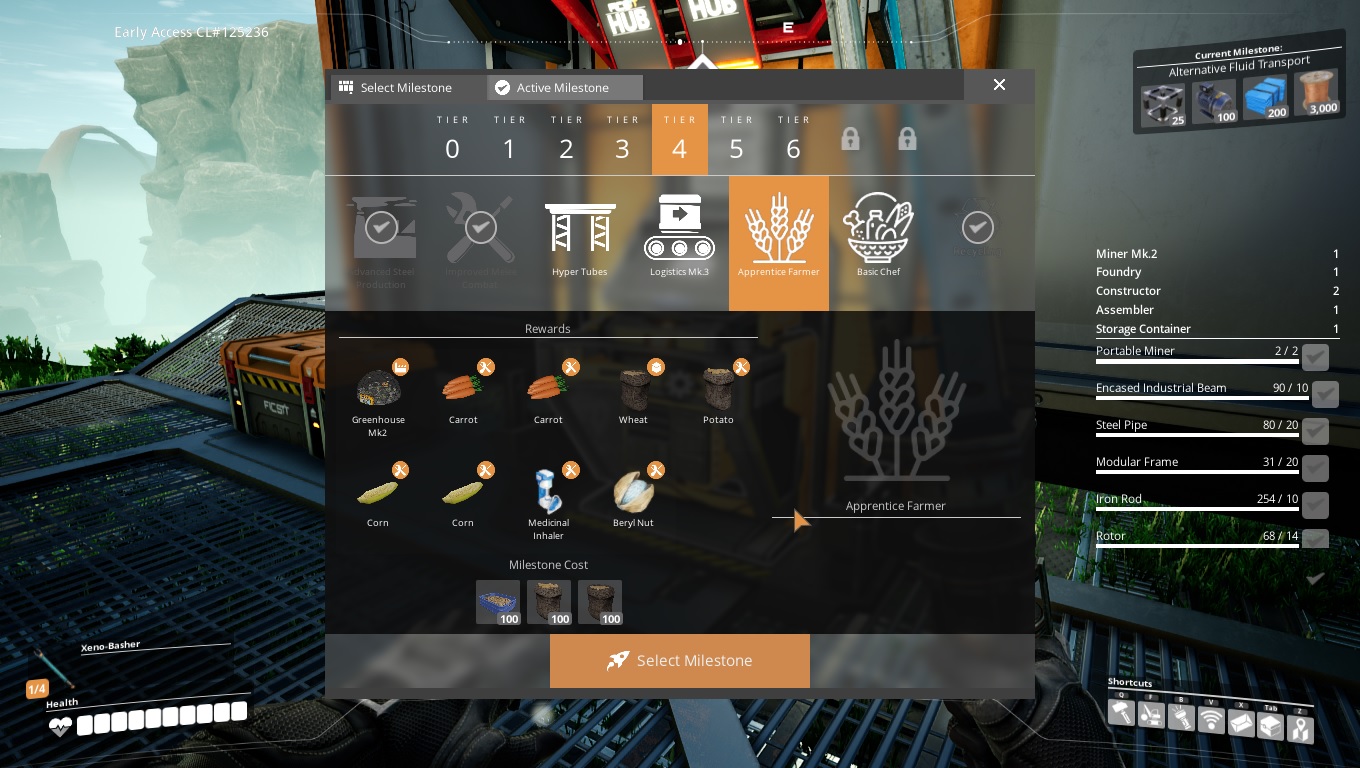 Early Access CL#125236
FICSIT
HUB
HUB
E
Current Milestone:
Alternative Fluid Transport
25
100
200
3,000
Select Milestone
Active Milestone
TIER
0
TIER
1
TIER
2
TIER
3
TIER
4
TIER
5
TIER
6
Advanced Steel
Production
Hyper Tubes
Logistics Mk.3
Apprentice Farmer
Basic Chef
Rewards
Greenhouse
Mk2
Carrot
Carrot
Wheat
Potato
Corn
Corn
Medicinal
Inhaler
Beryl Nut
Apprentice Farmer
Milestone Cost
100
100
100
Select Milestone
Miner Mk.2 1
Foundry 1
Constructor 2
Assembler 1
Storage Container 1
Portable Miner 2 / 2
Encased Industrial Beam 90 / 10
Steel Pipe 80 / 20
Modular Frame 31 / 20
Iron Rod 254 / 10
Rotor 68 / 14
FICSIT
Xeno-Basher
1/4
Health
Shortcuts
Q
F
B
V
X
Tab
Z